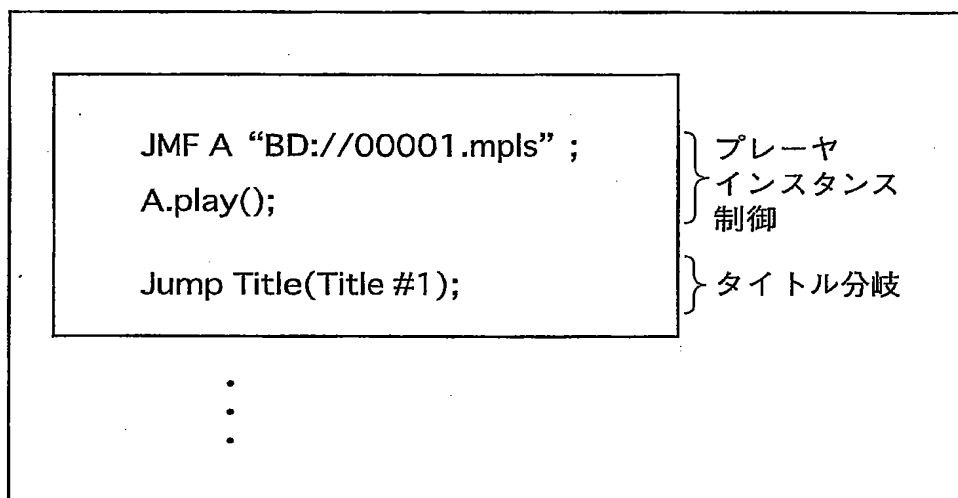 JMF A “BD://00001.mpls” ;
A.play();
プレーヤ
インスタンス
制御
Jump Title(Title #1);
タイトル分岐